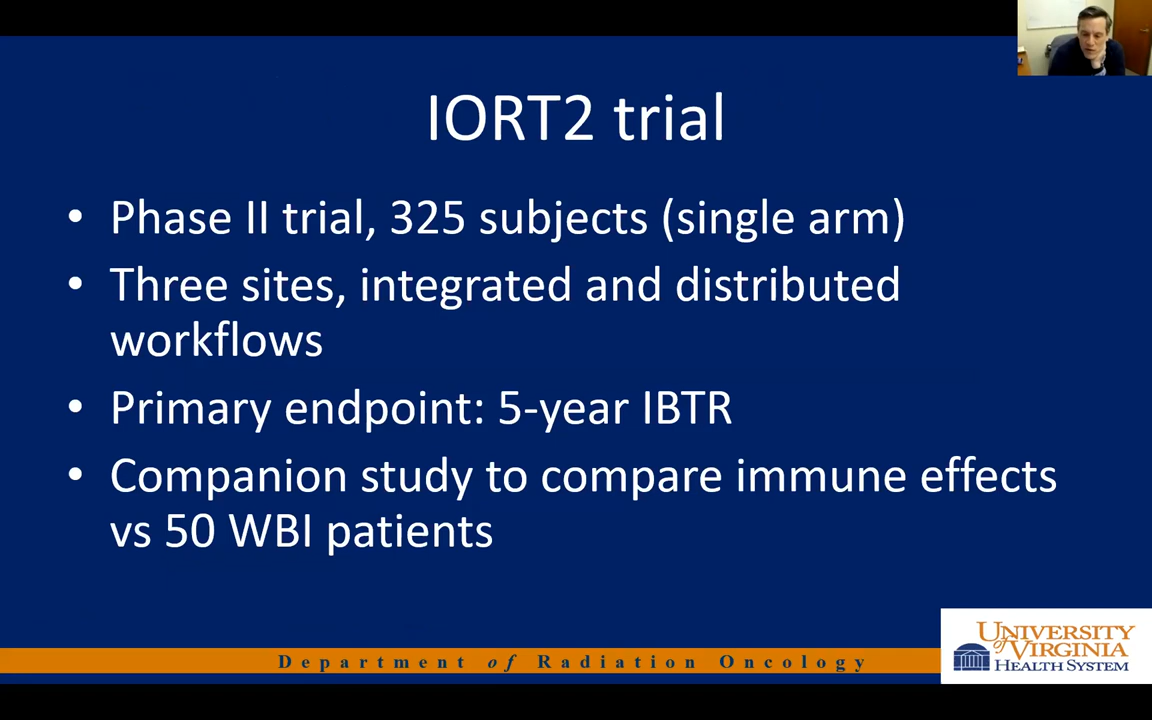 IORT2 trial
• Phase II trial, 325 subjects (single arm)
• Three sites, integrated and distributed
workflows
• Primary endpoint: 5-year IBTR
• Companion study to compare immune effects
vs 50 WBI patients
Department of Radiation Oncology
UNIVERSITY
of VIRGINIA
HEALTH SYSTEM